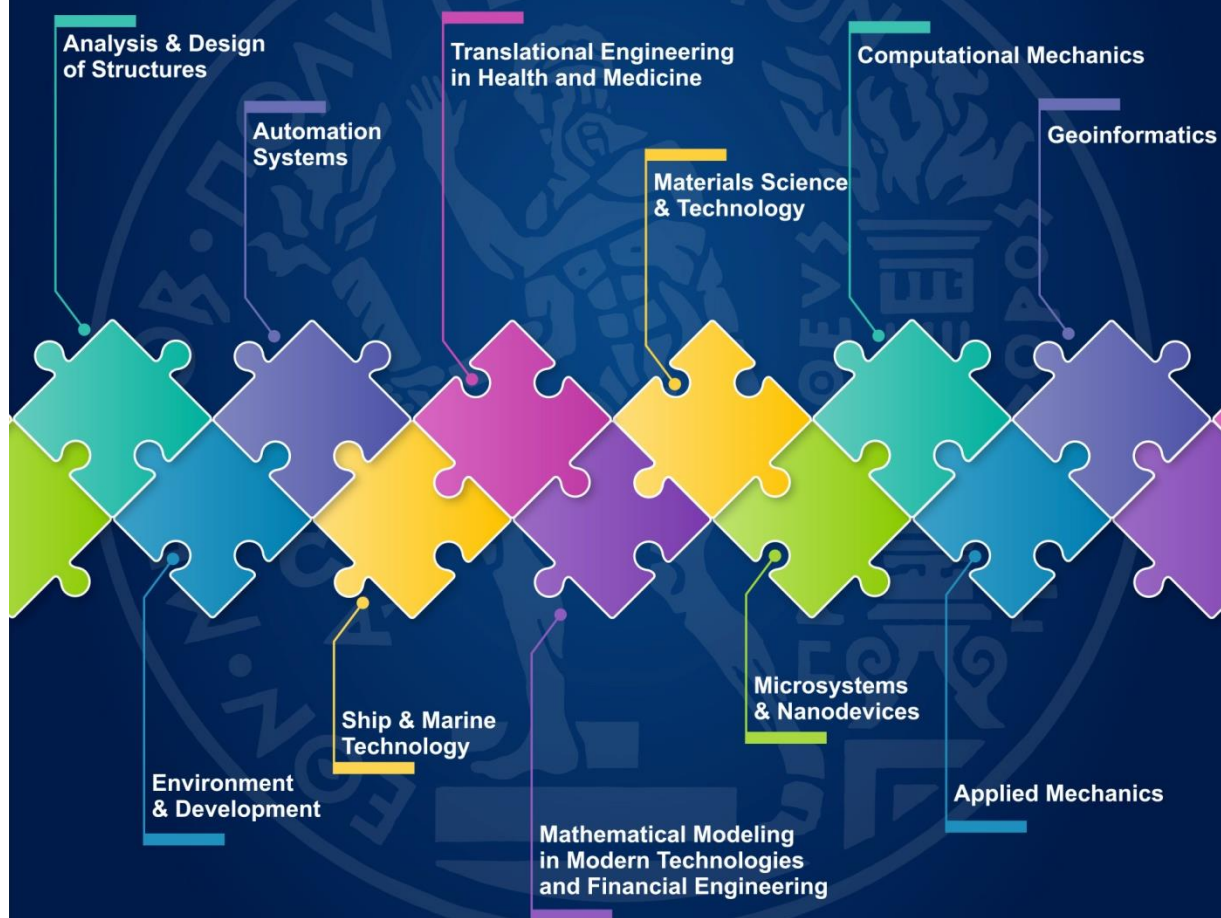 Analysis & Design
of Structures
Translational Engineering
in Health and Medicine
Computational Mechanics
Automation
Systems
Geoinformatics
Materials Science
& Technology
Microsystems
& Nanodevices
Ship & Marine
Technology
Environment
& Development
Applied Mechanics
Mathematical Modeling
in Modern Technologies
and Financial Engineering